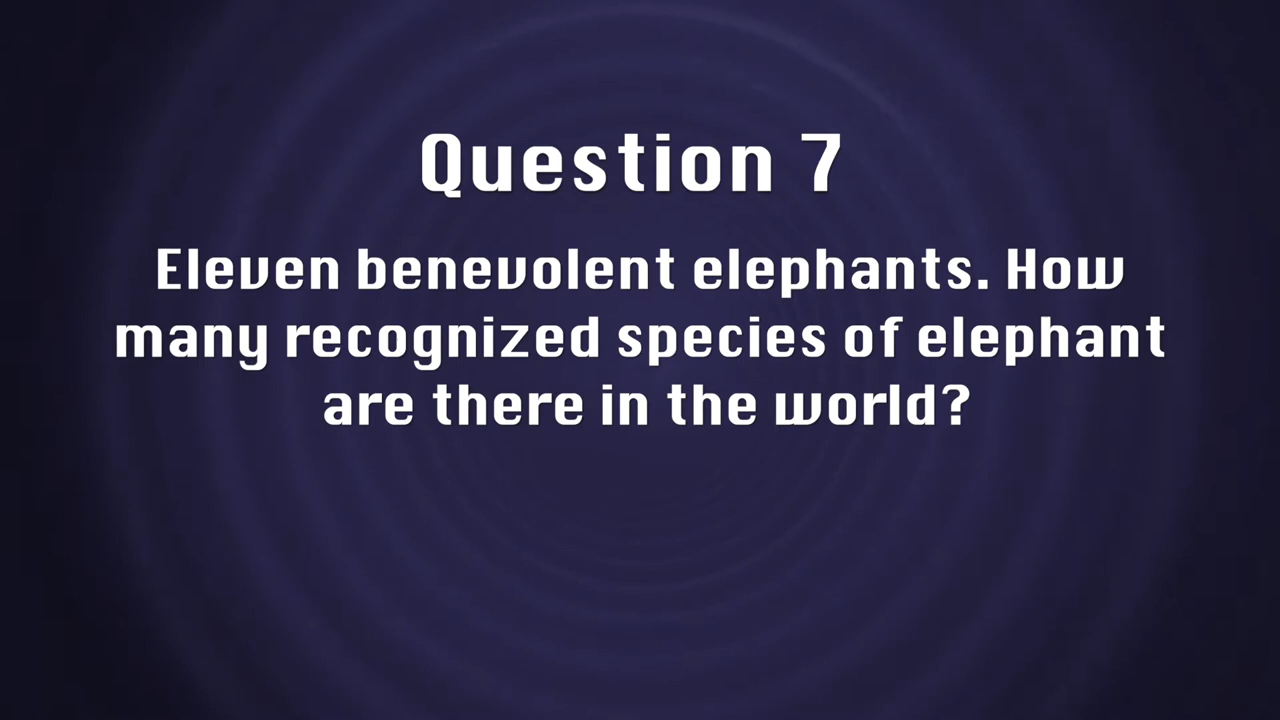 Question 7
Eleven benevolent elephants. How
many recognized species of elephant
are there in the world?